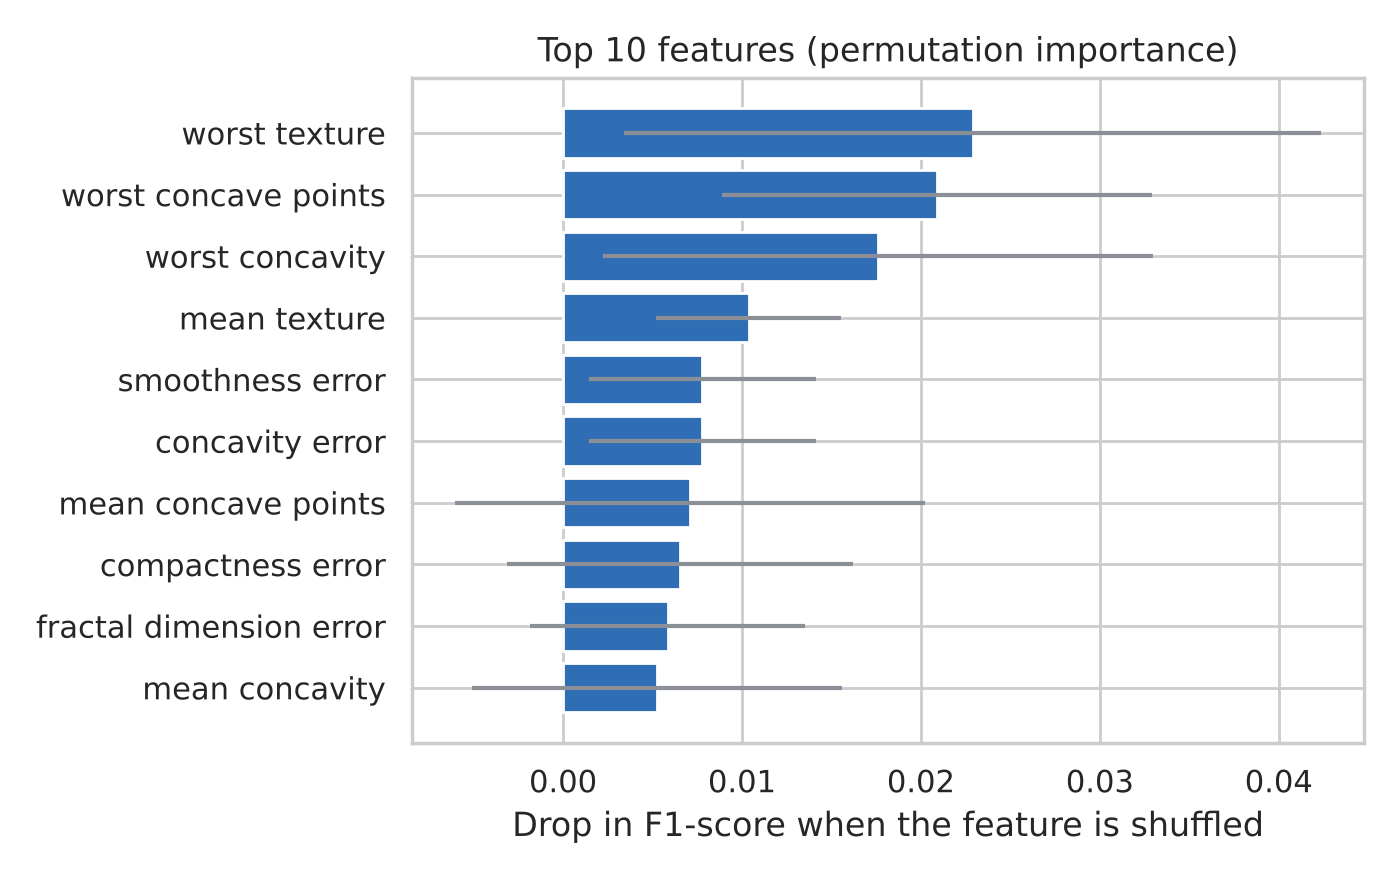 Top 10 features (permutation importance)
worst texture
worst concave points
worst concavity
mean texture
smoothness error
concavity error
mean concave points
compactness error
fractal dimension error
mean concavity
0.00 0.01 0.02 0.03 0.04
Drop in F1-score when the feature is shuffled